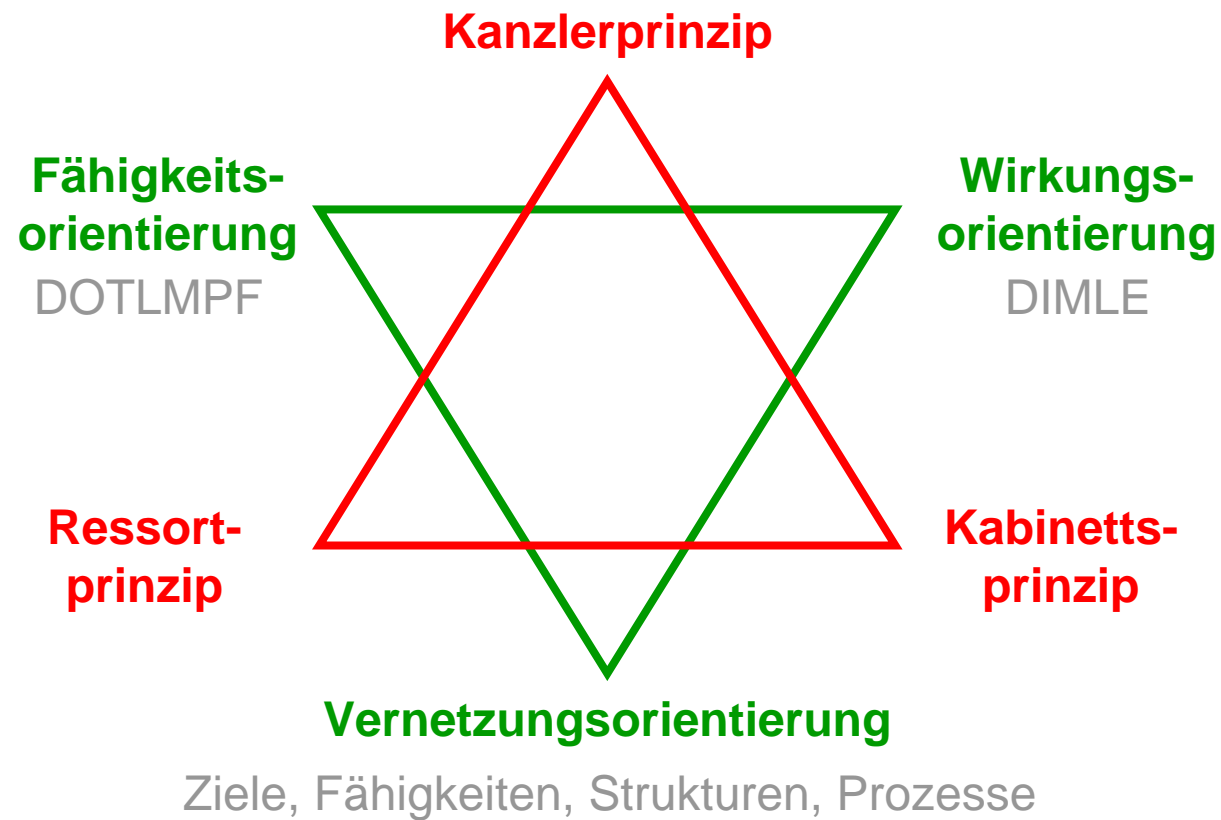 Kanzlerprinzip
Fähigkeits-
orientierung
DOTLMPF
Wirkungs-
orientierung
DIMLE
Ressort-
prinzip
Kabinetts-
prinzip
Vernetzungsorientierung
Ziele, Fähigkeiten, Strukturen, Prozesse